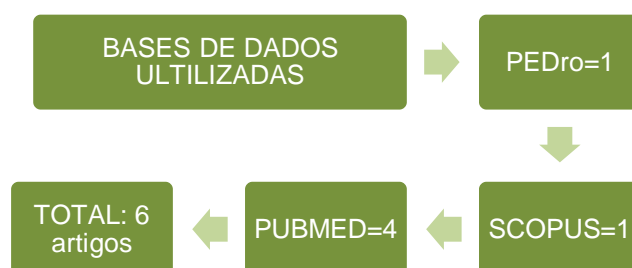 BASES DE DADOS
ULTILIZADAS
PEDro=1
SCOPUS=1
PUBMED=4
TOTAL: 6
artigos